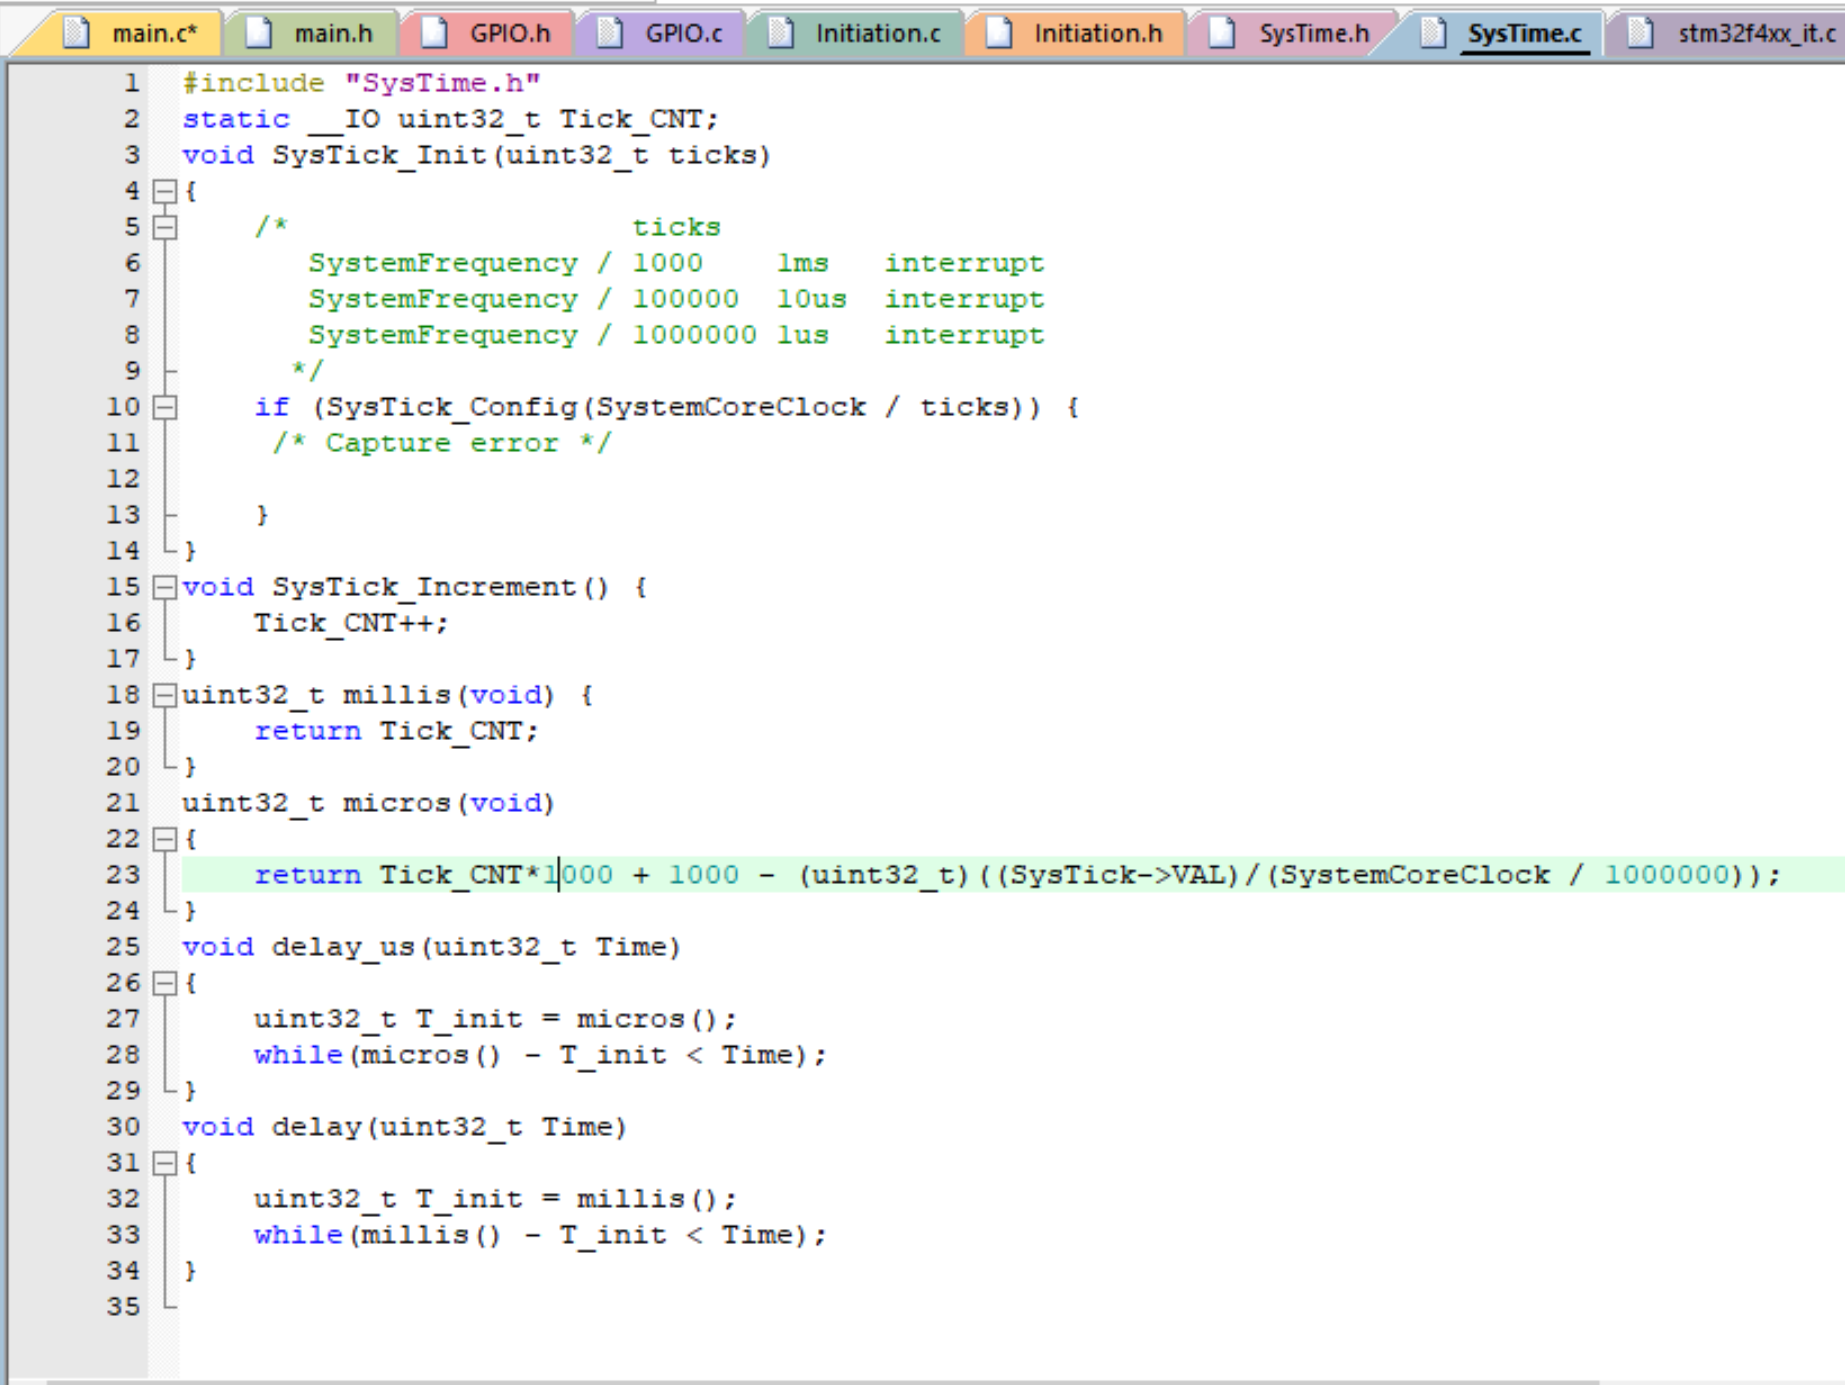 main.c* main.h GPIO.h GPIO.c Initiation.c Initiation.h SysTime.h SysTime.c stm32f4xx_it.c
1 #include "SysTime.h"
2 static __IO uint32_t Tick_CNT;
3 void SysTick_Init(uint32_t ticks)
4 {
5 /* ticks
6 SystemFrequency / 1000 1ms interrupt
7 SystemFrequency / 100000 10us interrupt
8 SystemFrequency / 1000000 1us interrupt
9 */
10 if (SysTick_Config(SystemCoreClock / ticks)) {
11 /* Capture error */
12
13 }
14 }
15 void SysTick_Increment() {
16 Tick_CNT++;
17 }
18 uint32_t millis(void) {
19 return Tick_CNT;
20 }
21 uint32_t micros(void)
22 {
23 return Tick_CNT*1000 + 1000 - (uint32_t)((SysTick->VAL)/(SystemCoreClock / 1000000));
24 }
25 void delay_us(uint32_t Time)
26 {
27 uint32_t T_init = micros();
28 while(micros() - T_init < Time);
29 }
30 void delay(uint32_t Time)
31 {
32 uint32_t T_init = millis();
33 while(millis() - T_init < Time);
34 }
35